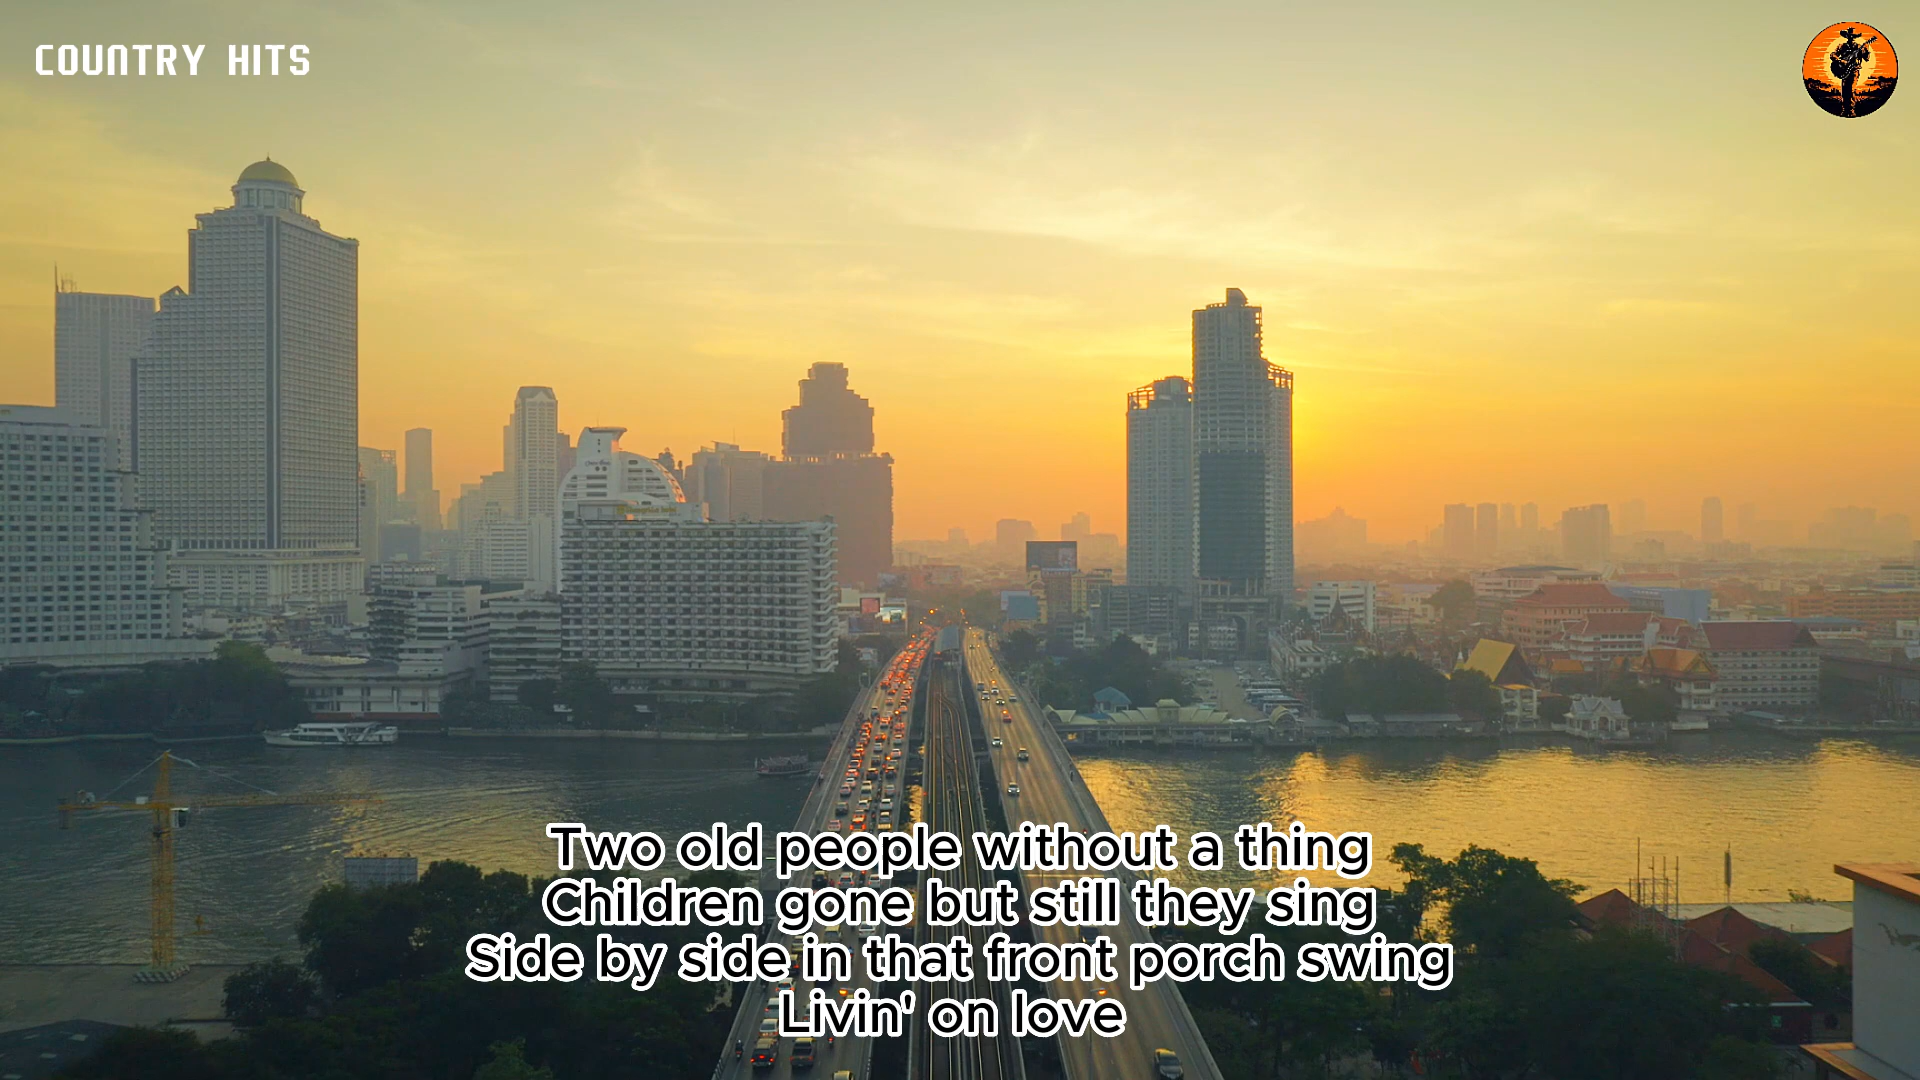 COUNTRY HITS
Two old people without a thing
Children gone but still they sing
Side by side in that front porch swing
Livin' on love